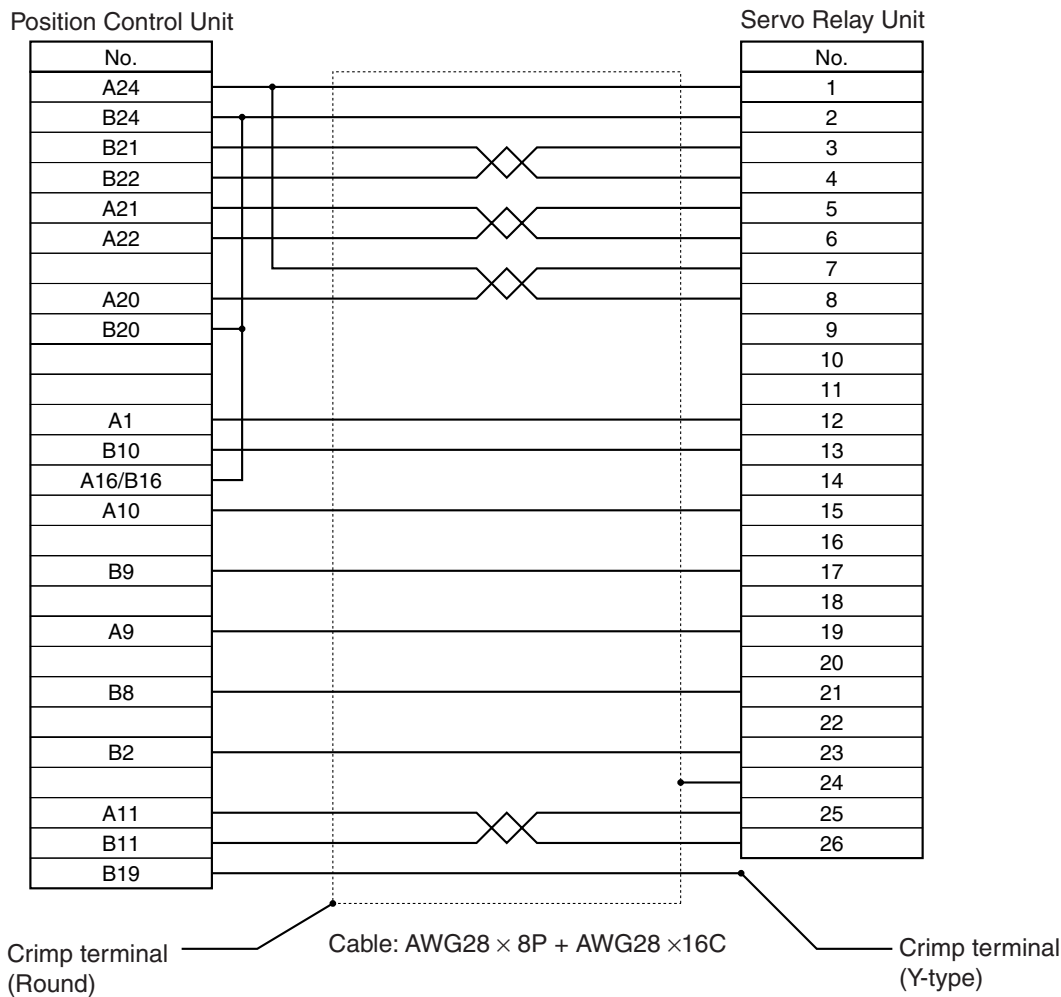 Position Control Unit
Servo Relay Unit
No.
No.
A24
1
B24
2
B21
3
B22
4
A21
5
A22
6
7
A20
8
B20
9
10
11
A1
12
B10
13
A16/B16
14
A10
15
16
B9
17
18
A9
19
20
B8
21
22
B2
23
24
A11
25
B11
26
B19
Crimp terminal
(Round)
Cable: AWG28 × 8P + AWG28 ×16C
Crimp terminal
(Y-type)